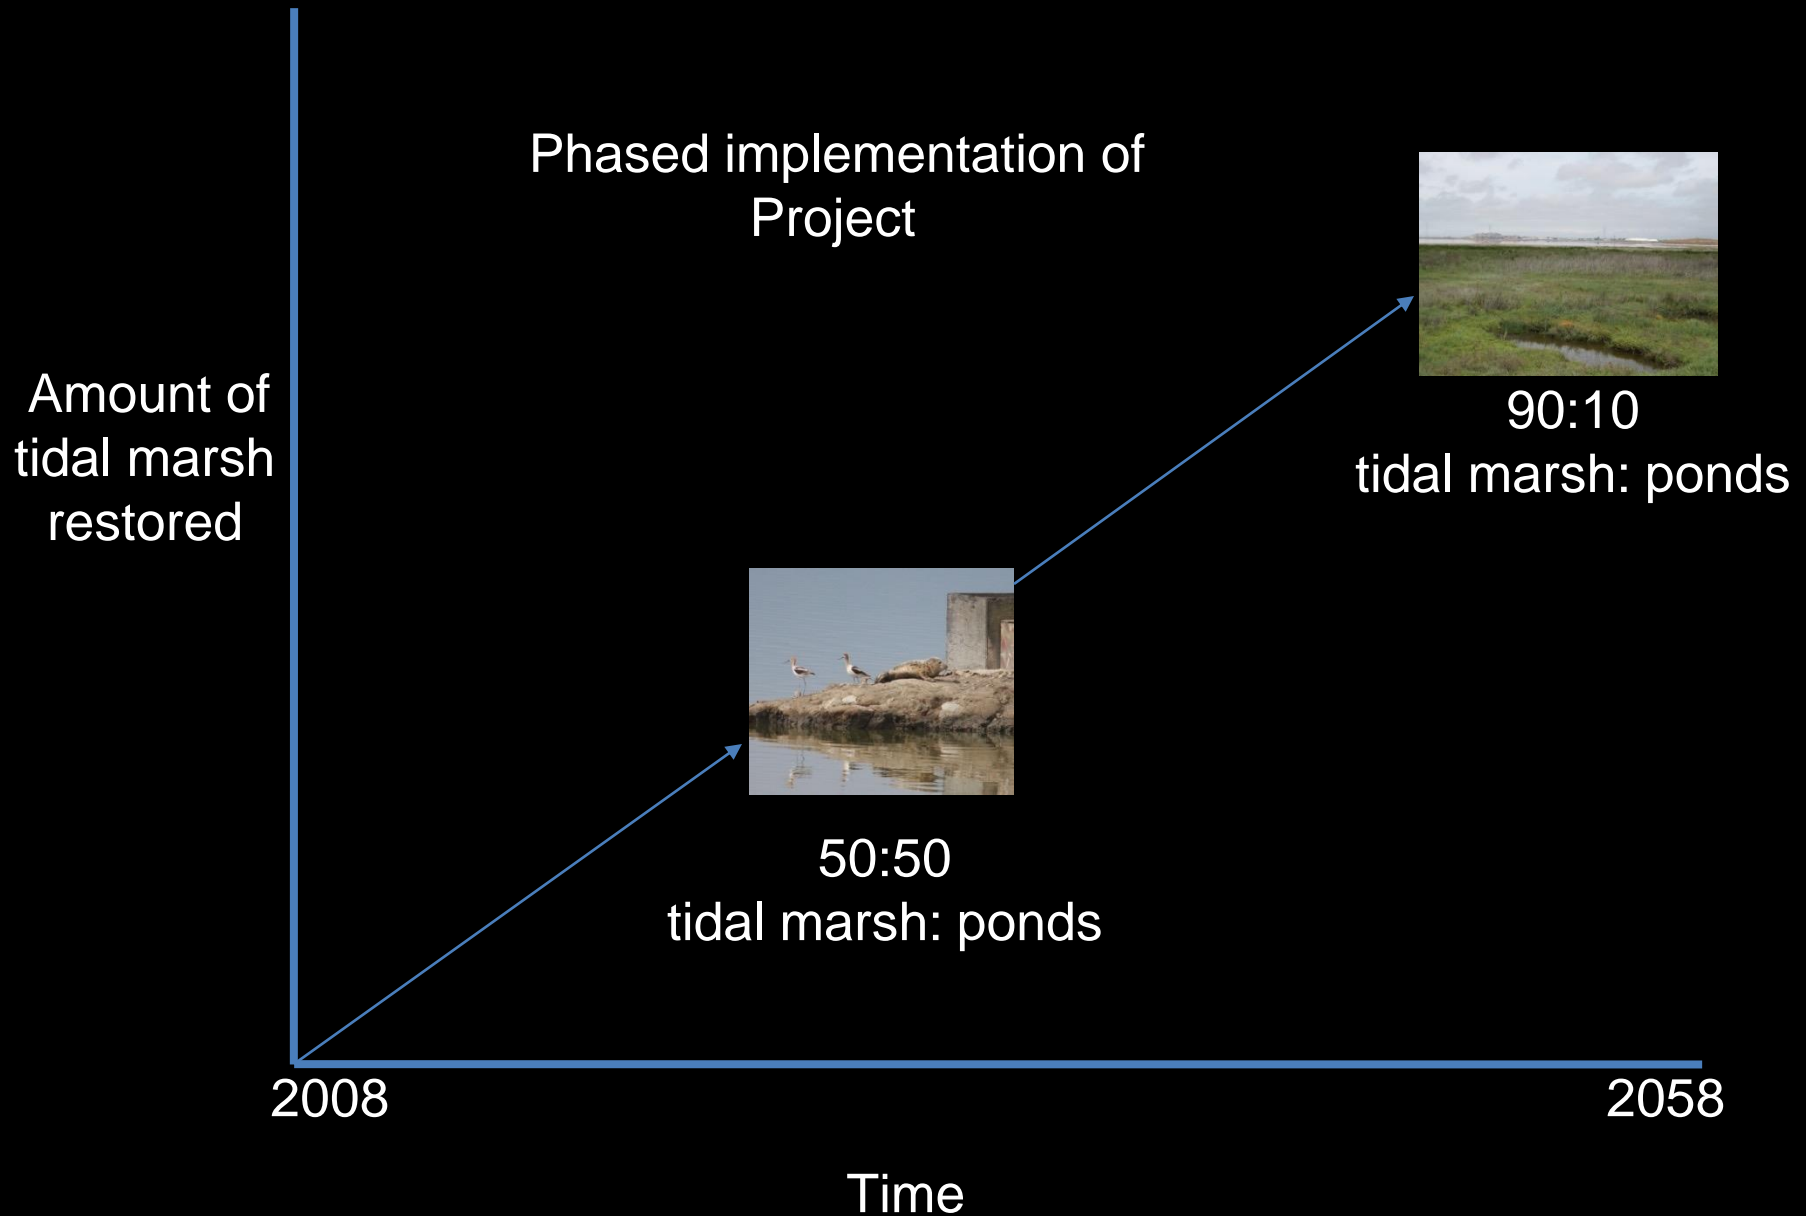 Phased implementation of
Project
Amount of
tidal marsh
restored
90:10
tidal marsh: ponds
50:50
tidal marsh: ponds
2008
2058
Time